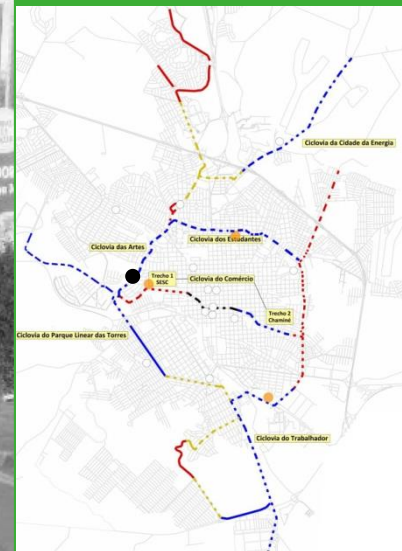 Ciclovia da Cidade da Energia
Ciclovia dos Estudantes
Ciclovia das Artes
Trecho 1
SESC
Ciclovia do Comércio
Trecho 2
Chaminé
Ciclovia do Parque Linear das Torres
Ciclovia do Trabalhador